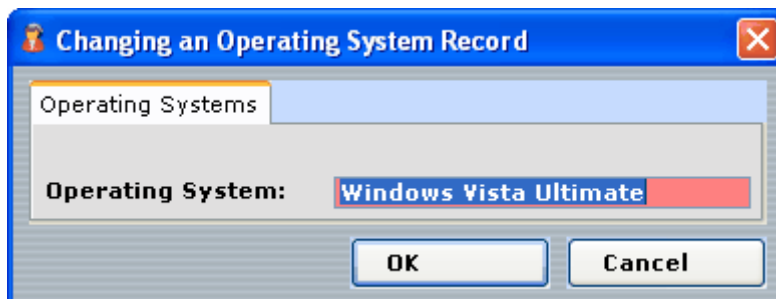 Changing an Operating System Record
Operating Systems
Operating System: Windows Vista Ultimate
OK Cancel